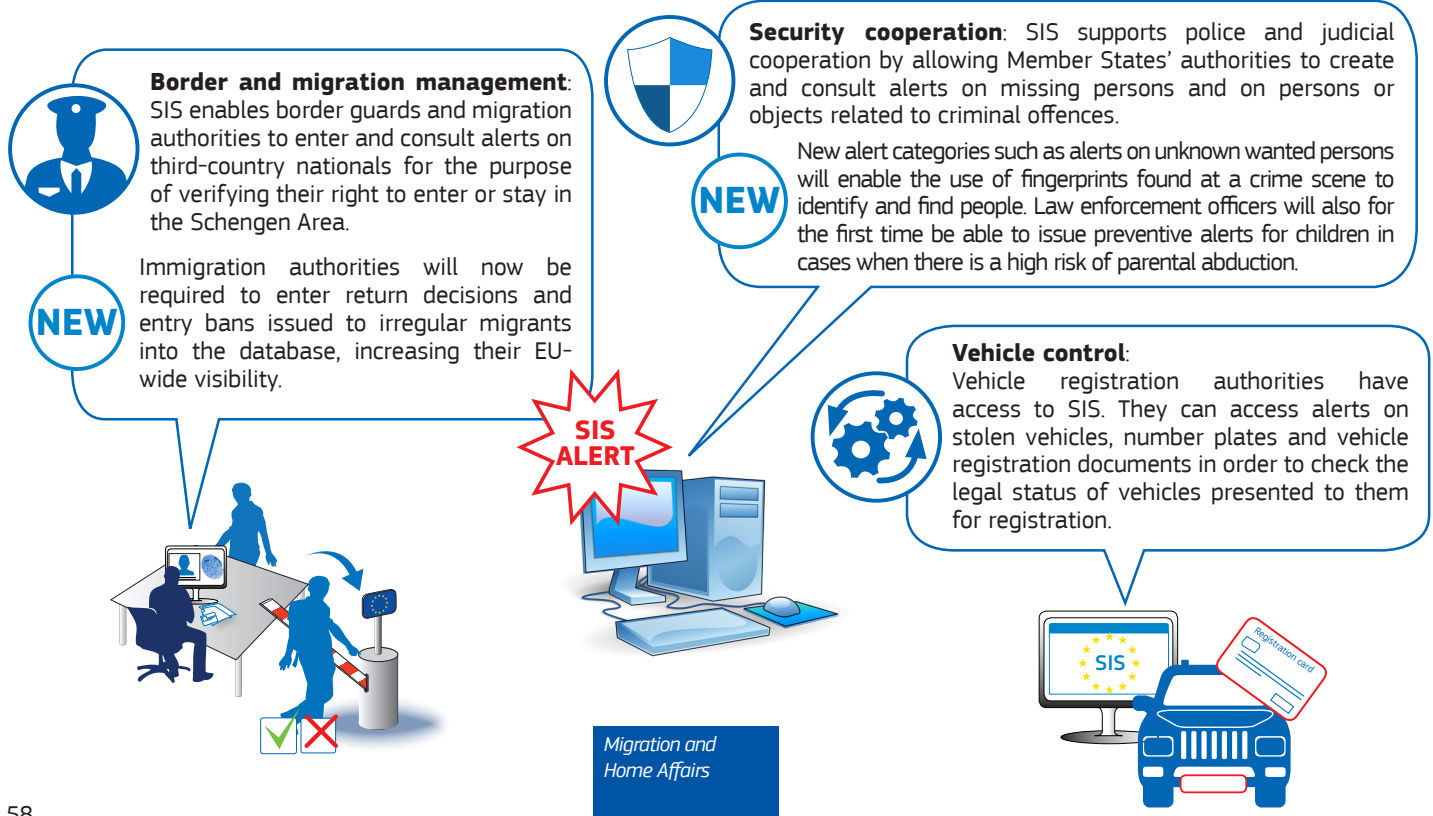 Border and migration management:
SIS enables border guards and migration
authorities to enter and consult alerts on
third-country nationals for the purpose
of verifying their right to enter or stay in
the Schengen Area.
NEW
Immigration authorities will now be
required to enter return decisions and
entry bans issued to irregular migrants
into the database, increasing their EU-
wide visibility.
Security cooperation: SIS supports police and judicial
cooperation by allowing Member States' authorities to create
and consult alerts on missing persons and on persons or
objects related to criminal offences.
NEW
New alert categories such as alerts on unknown wanted persons
will enable the use of fingerprints found at a crime scene to
identify and find people. Law enforcement officers will also for
the first time be able to issue preventive alerts for children in
cases when there is a high risk of parental abduction.
SIS
ALERT
Vehicle control:
Vehicle registration authorities have
access to SIS. They can access alerts on
stolen vehicles, number plates and vehicle
registration documents in order to check the
legal status of vehicles presented to them
for registration.
SIS
Registration card
Migration and
Home Affairs
58